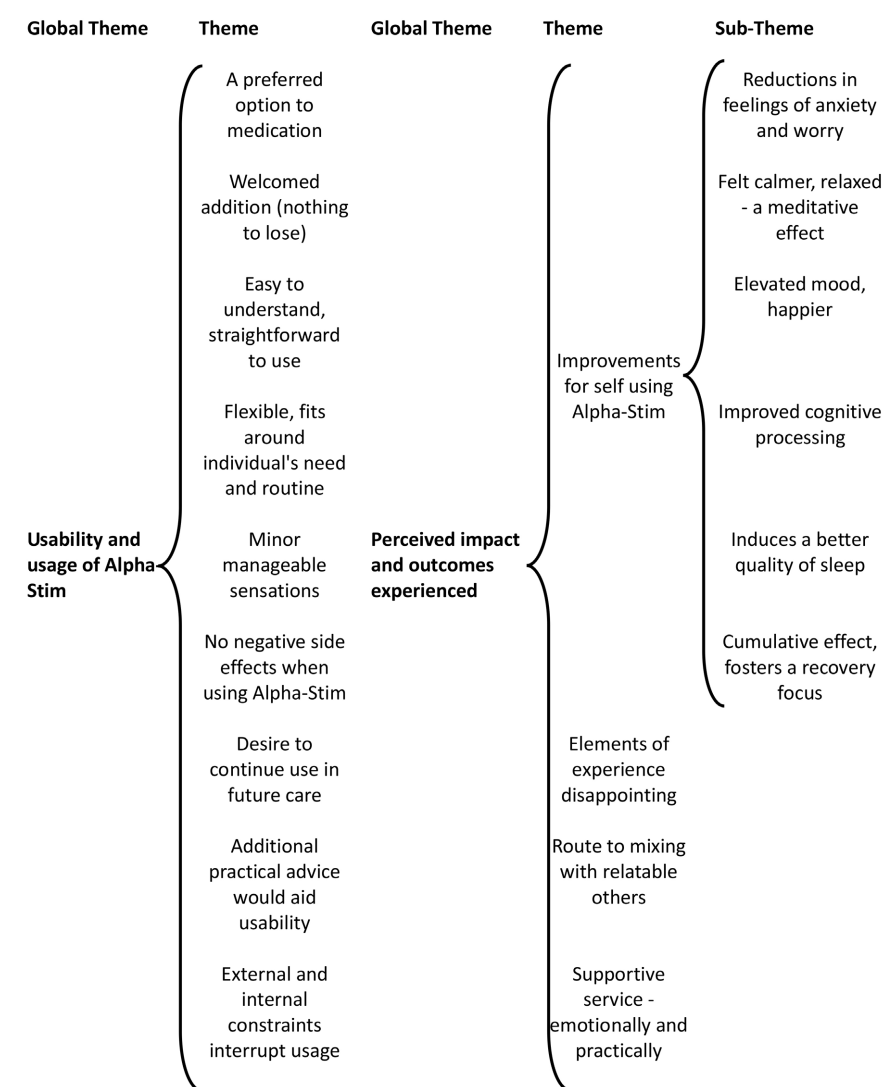 Global Theme
Theme
Global Theme
Theme
Sub-Theme
Usability and
usage of Alpha
Stim
A preferred
option to
medication
Welcomed
addition (nothing
to lose)
Easy to
understand,
straightforward
to use
Flexible, fits
around
individual's need
and routine
Minor
manageable
sensations
No negative side
effects when
using Alpha-Stim
Desire to
continue use in
future care
Additional
practical advice
would aid
usability
External and
internal
constraints
interrupt usage
Perceived impact
and outcomes
experienced
Improvements
for self using
Alpha-Stim
Elements of
experience
disappointing
Route to mixing
with relatable
others
Supportive
service -
emotionally and
practically
Reductions in
feelings of anxiety
and worry
Felt calmer, relaxed
- a meditative
effect
Elevated mood,
happier
Improved cognitive
processing
Induces a better
quality of sleep
Cumulative effect,
fosters a recovery
focus